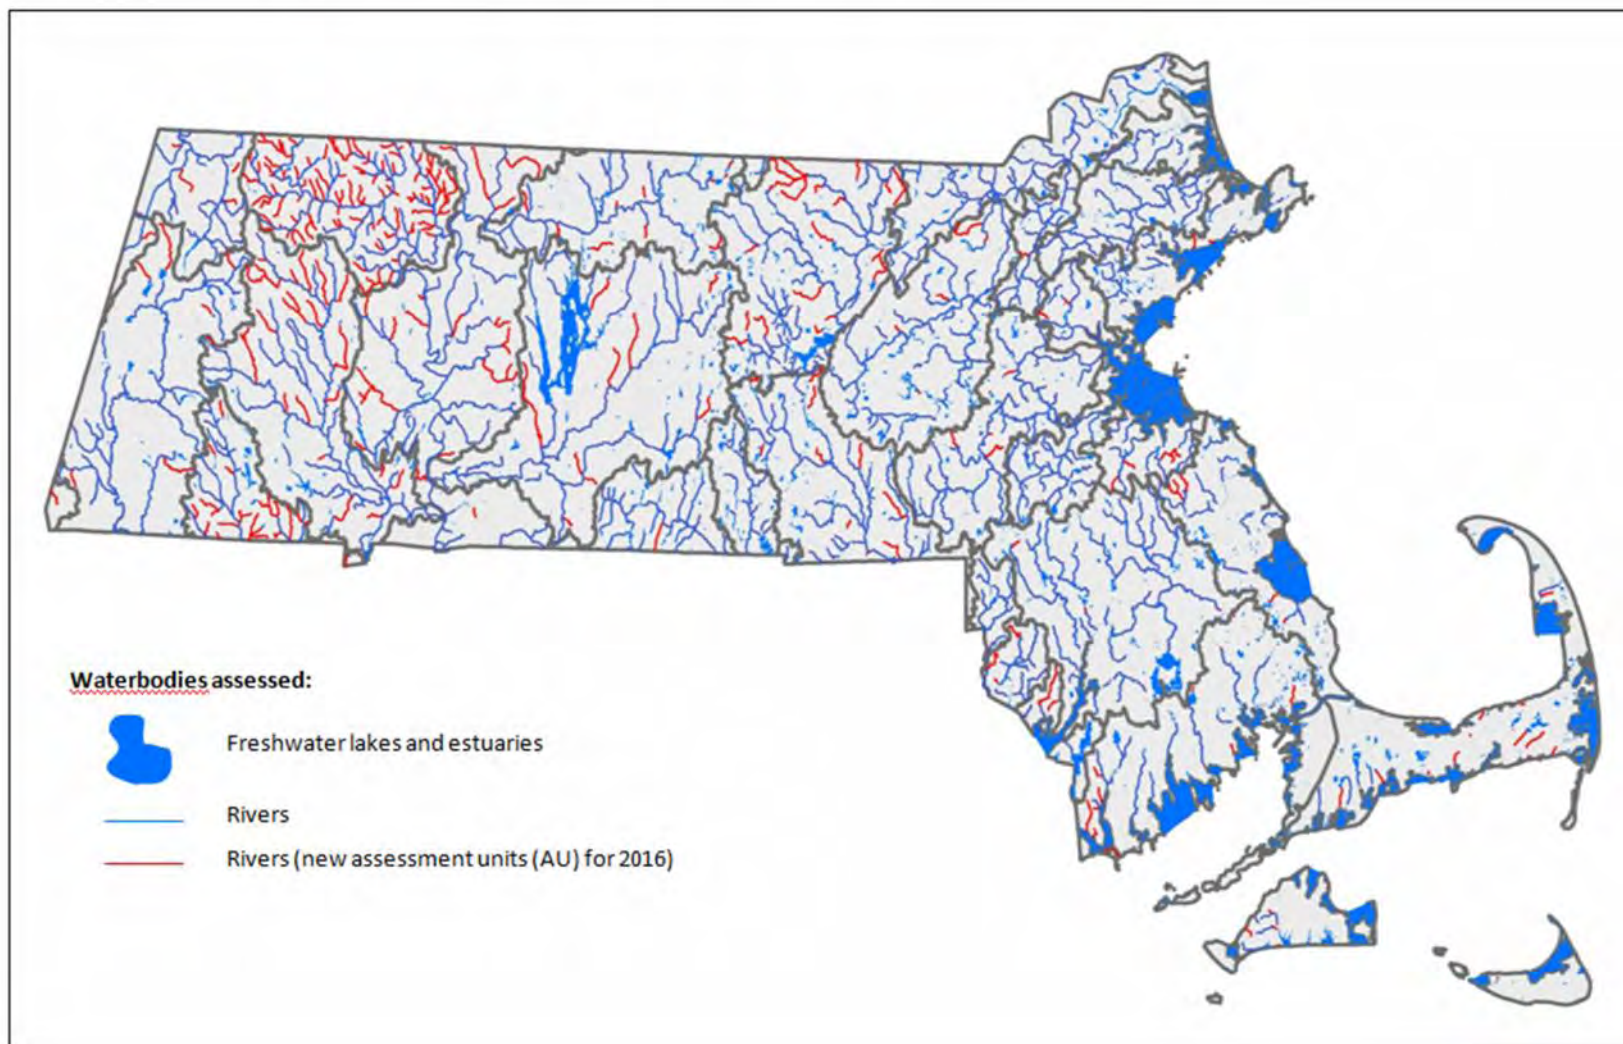 Waterbodies assessed:
Freshwater lakes and estuaries
Rivers
Rivers (new assessment units (AU) for 2016)